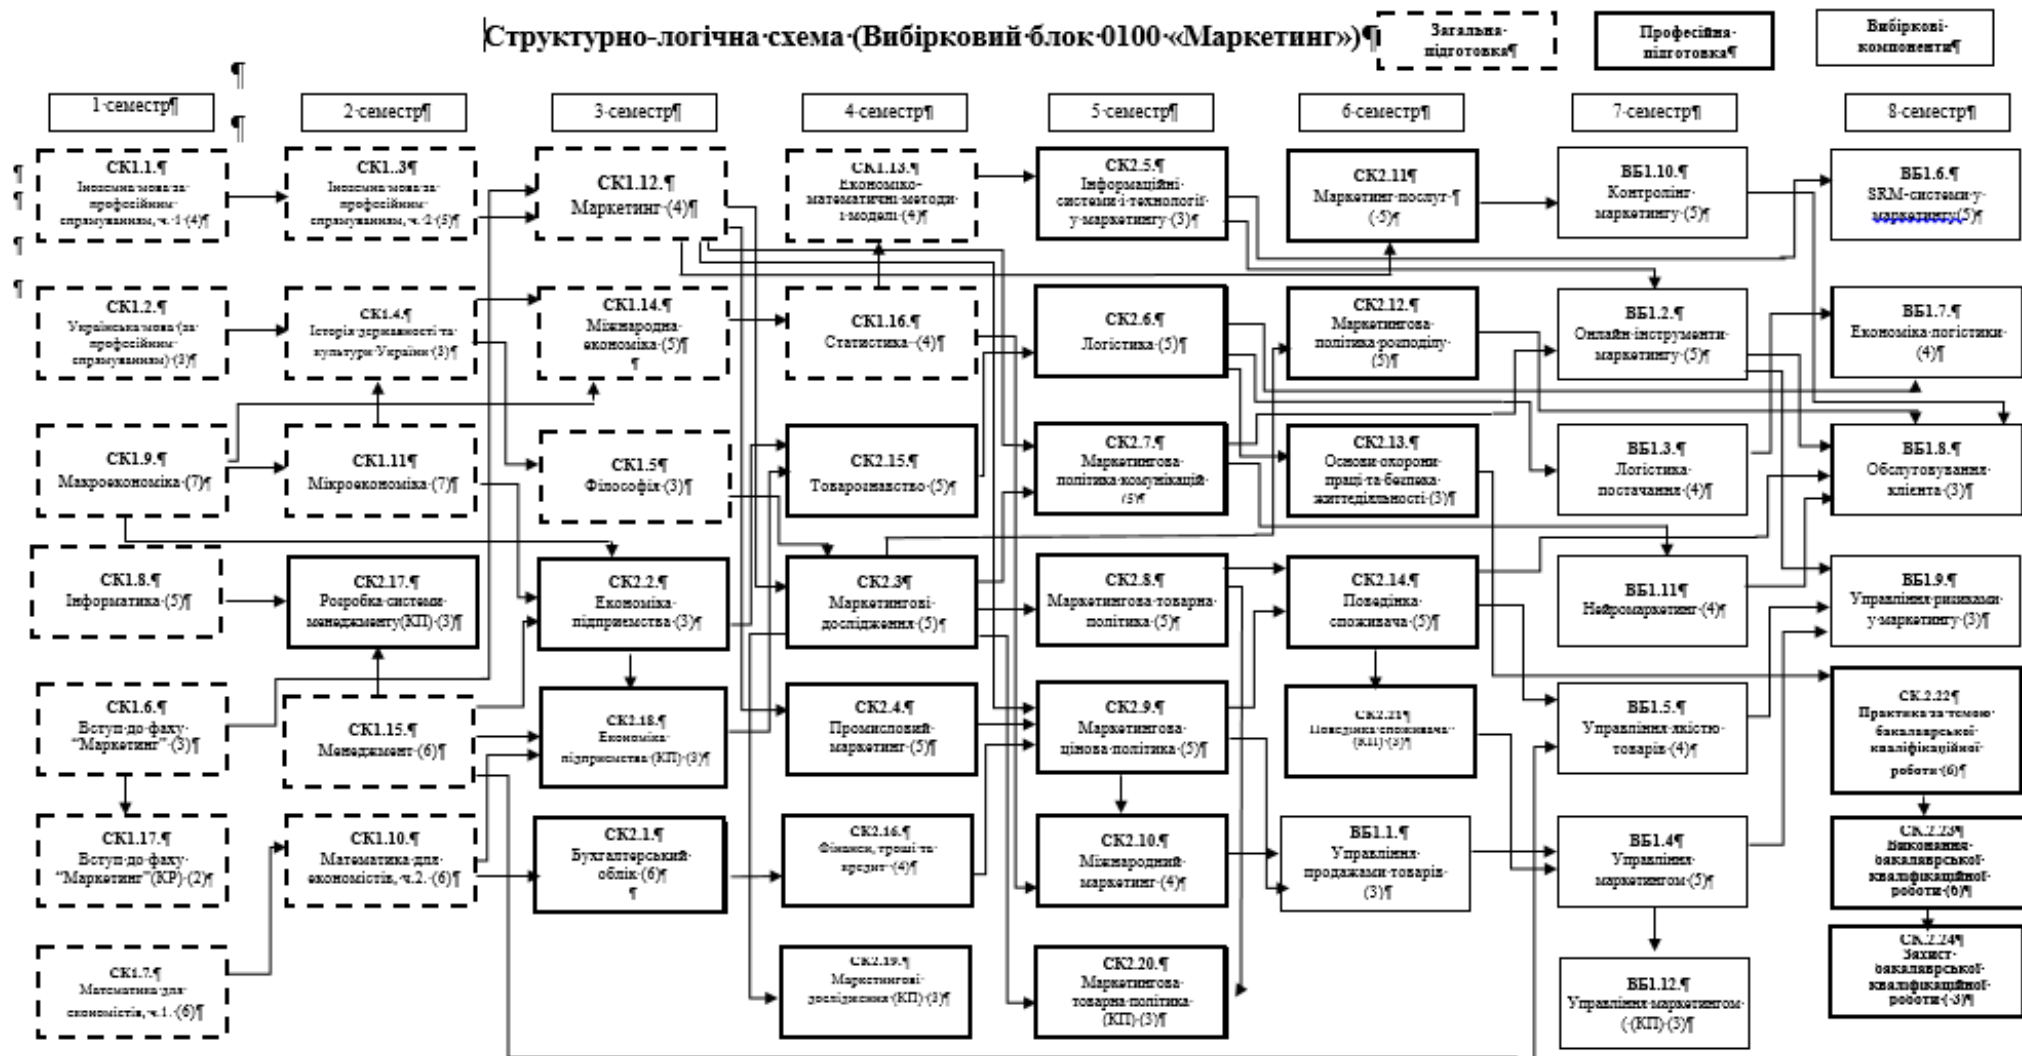 Структурно-логічна схема (Вибірковий блок 0100 «Маркетинг»)¶
Загальна
підготовка¶
Професійна
підготовка¶
Вибіркові
компоненти¶
¶
¶
1 семестр¶
2 семестр¶
3 семестр¶
4 семестр¶
5 семестр¶
6 семестр¶
7 семестр¶
8 семестр¶
¶
¶
¶
¶
СК1.1.¶
Іноземна мова за
професійним
спрямуванням, ч. 1 (4)¶
СК1..3¶
Іноземна мова за
професійним
спрямуванням, ч. 2 (5)¶
СК1.12.¶
Маркетинг (4)¶
СК1.13.¶
Економіко-
математичні методи
і моделі (4)¶
СК2.5.¶
Інформаційні
системи і технології
у маркетингу (3)¶
СК2.11¶
Маркетинг послуг ¶
( 5)¶
ВБ1.10.¶
Контролінг
маркетингу (5)¶
ВБ1.6.¶
SRM-системи у
маркетингу(5)¶
СК1.2.¶
Українська мова (за
професійним
спрямуванням) (3)¶
СК1.4.¶
Історія державності та
культури України (3)¶
СК1.14.¶
Міжнародна
економіка (5)¶
¶
СК1.16.¶
Статистика (4)¶
СК2.6.¶
Логістика (5)¶
СК2.12.¶
Маркетингова
політика розподілу
(5)¶
ВБ1.2.¶
Онлайн-інструменти
маркетингу (5)¶
ВБ1.7.¶
Економіка логістики
(4)¶
СК1.9.¶
Макроекономіка (7)¶
СК1.11¶
Мікроекономіка (7)¶
СК1.5¶
Філософія (3)¶
СК2.15.¶
Товарознавство (5)¶
СК2.7.¶
Маркетингова
політика комунікацій
(5)¶
СК2.13.¶
Основи охорони
праці та безпека
життєдіяльності (3)¶
ВБ1.3.¶
Логістика
постачання (4)¶
ВБ1.8.¶
Обслуговування
клієнта (3)¶
СК1.8.¶
Інформатика (5)¶
СК2.17.¶
Розробка системи
менеджменту(КП) (3)¶
СК2.2.¶
Економіка
підприємства (3)¶
СК2.3¶
Маркетингові
дослідження (5)¶
СК2.8.¶
Маркетингова товарна
політика (5)¶
СК2.14.¶
Поведінка
споживача (5)¶
ВБ1.11¶
Нейромаркетинг (4)¶
ВБ1.9.¶
Управління ризиками
у маркетингу (3)¶
СК1.6.¶
Вступ до фаху
“Маркетинг” (3)¶
СК1.15.¶
Менеджмент (6)¶
СК2.18.¶
Економіка
підприємства (КП) (3)¶
СК2.4.¶
Промисловий
маркетинг (5)¶
СК2.9.¶
Маркетингова
цінова політика (5)¶
СК2.21¶
Поведінка споживача
(КП) (3)¶
ВБ1.5.¶
Управління якістю
товарів (4)¶
СК.2.22¶
Практика за темою
бакалаврської
кваліфікаційної
роботи (6)¶
СК1.17.¶
Вступ до фаху
“Маркетинг”(КР) (2)¶
СК1.10.¶
Математика для
економістів, ч.2. (6)¶
СК2.1.¶
Бухгалтерський
облік (6)¶
¶
СК2.16.¶
Фінанси, гроші та
кредит (4)¶
СК2.10.¶
Міжнародний
маркетинг (4)¶
ВБ1.1.¶
Управління
продажами товарів
(3)¶
ВБ1.4¶
Управління
маркетингом (5)¶
СК.2.23¶
Виконання
бакалаврської
кваліфікаційної
роботи (6)¶
СК1.7.¶
Математика для
економістів, ч.1. (6)¶
СК2.19.¶
Маркетингові
дослідження (КП) (3)¶
СК2.20.¶
Маркетингова
товарна політика
(КП) (3)¶
ВБ1.12.¶
Управління маркетингом
( (КП) (3)¶
СК.2.24¶
Захист
бакалаврської
кваліфікаційної
роботи ( 3)¶